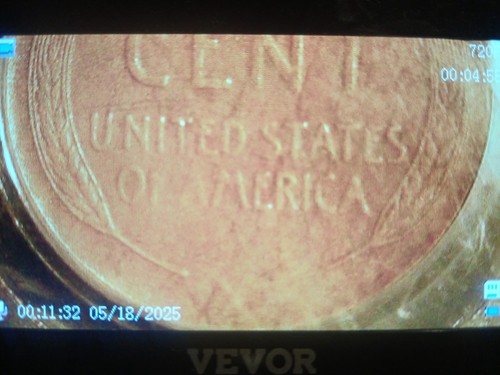 720
00:04:5
CENT
UNITED STATES
OF AMERICA
00:11:32 05/18/2025
VEVOR